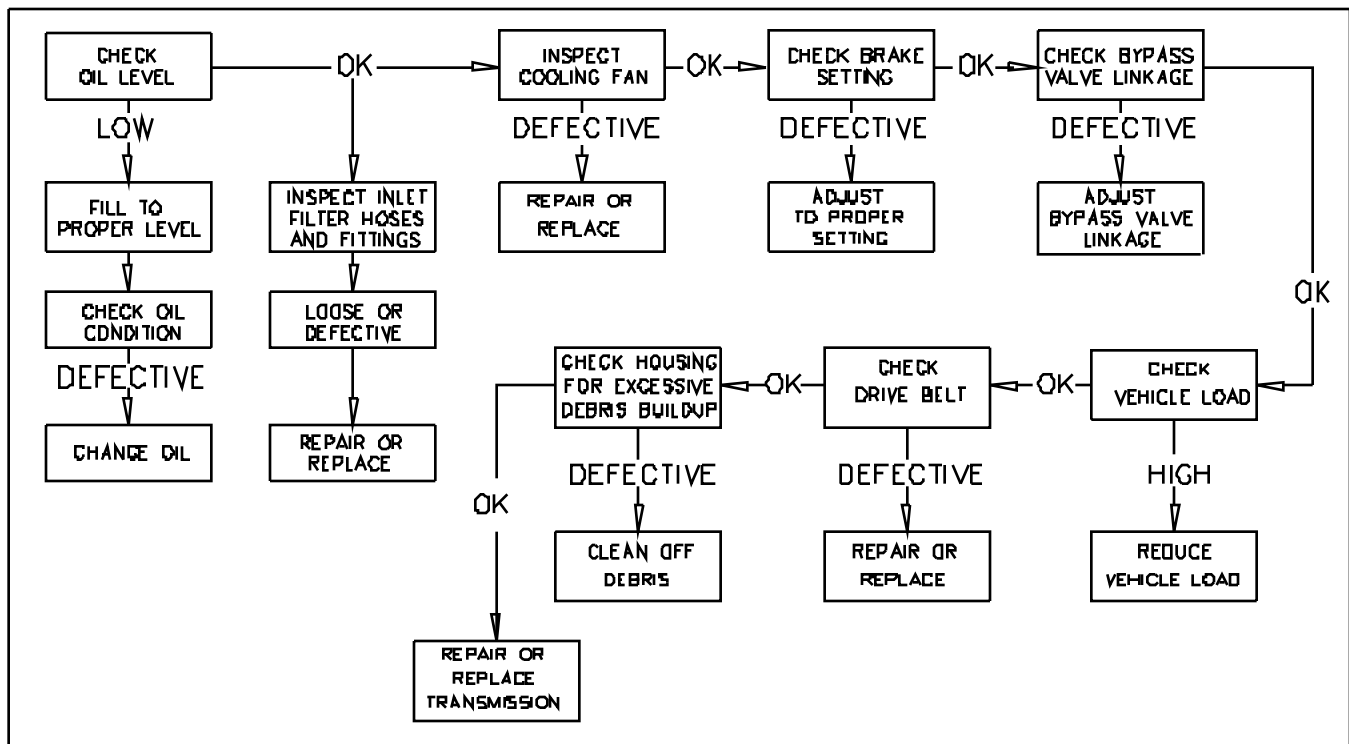 CHECK
OIL LEVEL
OK
INSPECT
COOLING FAN
OK
CHECK BRAKE
SETTING
OK
CHECK BYPASS
VALVE LINKAGE
LOW
DEFECTIVE
DEFECTIVE
DEFECTIVE
FILL TO
PROPER LEVEL
INSPECT INLET
FILTER HOSES
AND FITTINGS
REPAIR OR
REPLACE
ADJUST
TO PROPER
SETTING
ADJUST
BYPASS VALVE
LINKAGE
OK
CHECK OIL
CONDITION
LOOSE OR
DEFECTIVE
CHECK HOUSING
FOR EXCESSIVE
DEBRIS BUILDUP
OK
CHECK
DRIVE BELT
OK
CHECK
VEHICLE LOAD
DEFECTIVE
CHANGE OIL
REPAIR OR
REPLACE
OK
DEFECTIVE
DEFECTIVE
HIGH
CLEAN OFF
DEBRIS
REPAIR OR
REPLACE
REDUCE
VEHICLE LOAD
REPAIR OR
REPLACE
TRANSMISSION